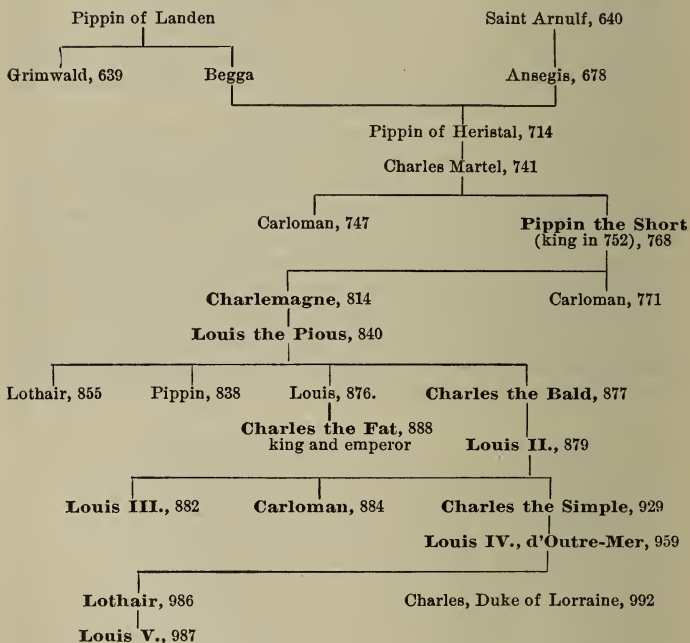 Pippin of Landen
Saint Arnulf, 640
Grimwald, 639
Begga
Ansegis, 678
Pippin of Heristal, 714
Charles Martel, 741
Carloman, 747
Pippin the Short
(king in 752), 768
Charlemagne, 814
Carloman, 771
Louis the Pious, 840
Lothair, 855
Pippin, 838
Louis, 876.
Charles the Bald, 877
Charles the Fat, 888
king and emperor
Louis II., 879
Louis III., 882
Carloman, 884
Charles the Simple, 929
Louis IV., d'Outre-Mer, 959
Lothair, 986
Charles, Duke of Lorraine, 992
Louis V., 987